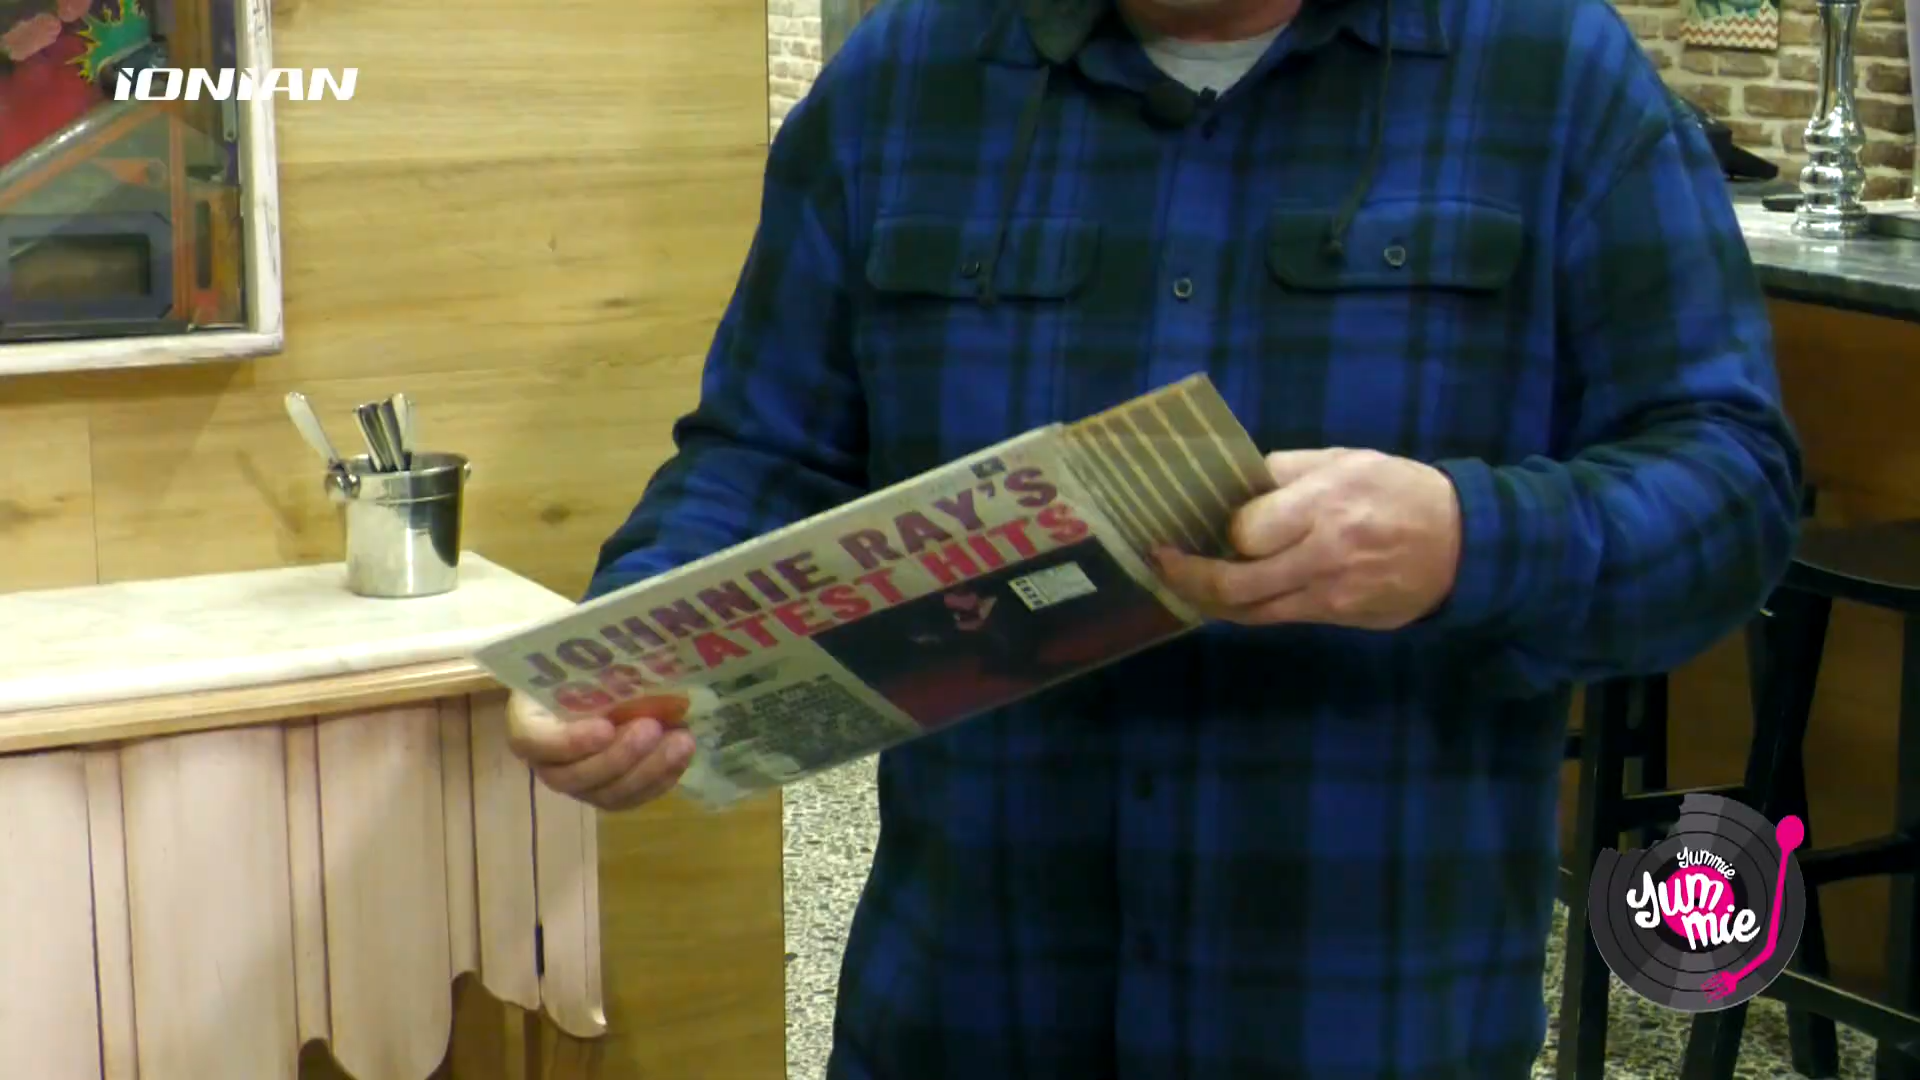 IONIAN
JOHNNIE RAY'S
GREATEST HITS
yummie
yum
mie